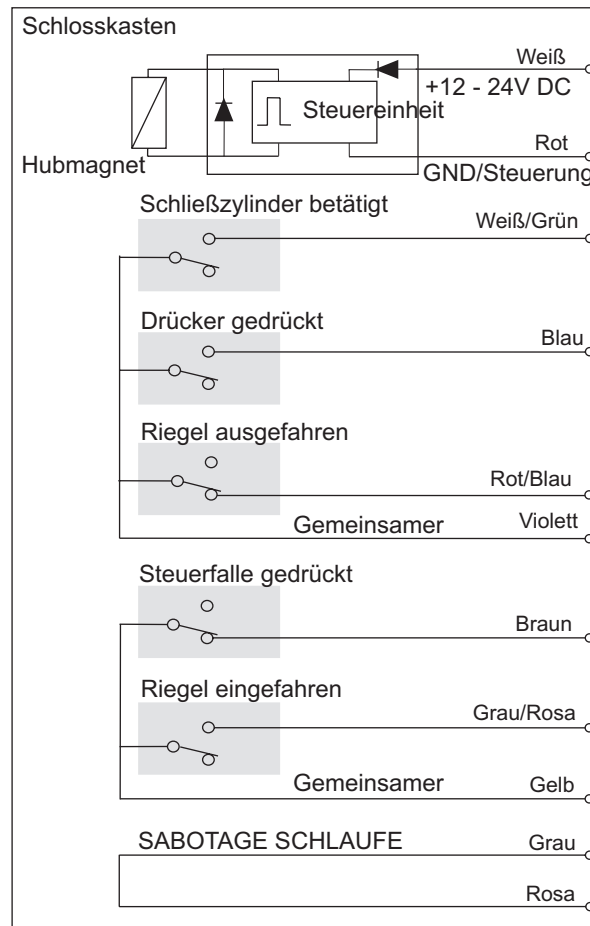 Schlosskasten
Weiß
+12 - 24V DC
Steuereinheit
Rot
Hubmagnet
GND/Steuerung
Schließzylinder betätigt
Weiß/Grün
Drücker gedrückt
Blau
Riegel ausgefahren
Rot/Blau
Gemeinsamer
Violett
Steuerfalle gedrückt
Braun
Riegel eingefahren
Grau/Rosa
Gemeinsamer
Gelb
SABOTAGE SCHLAUFE
Grau
Rosa